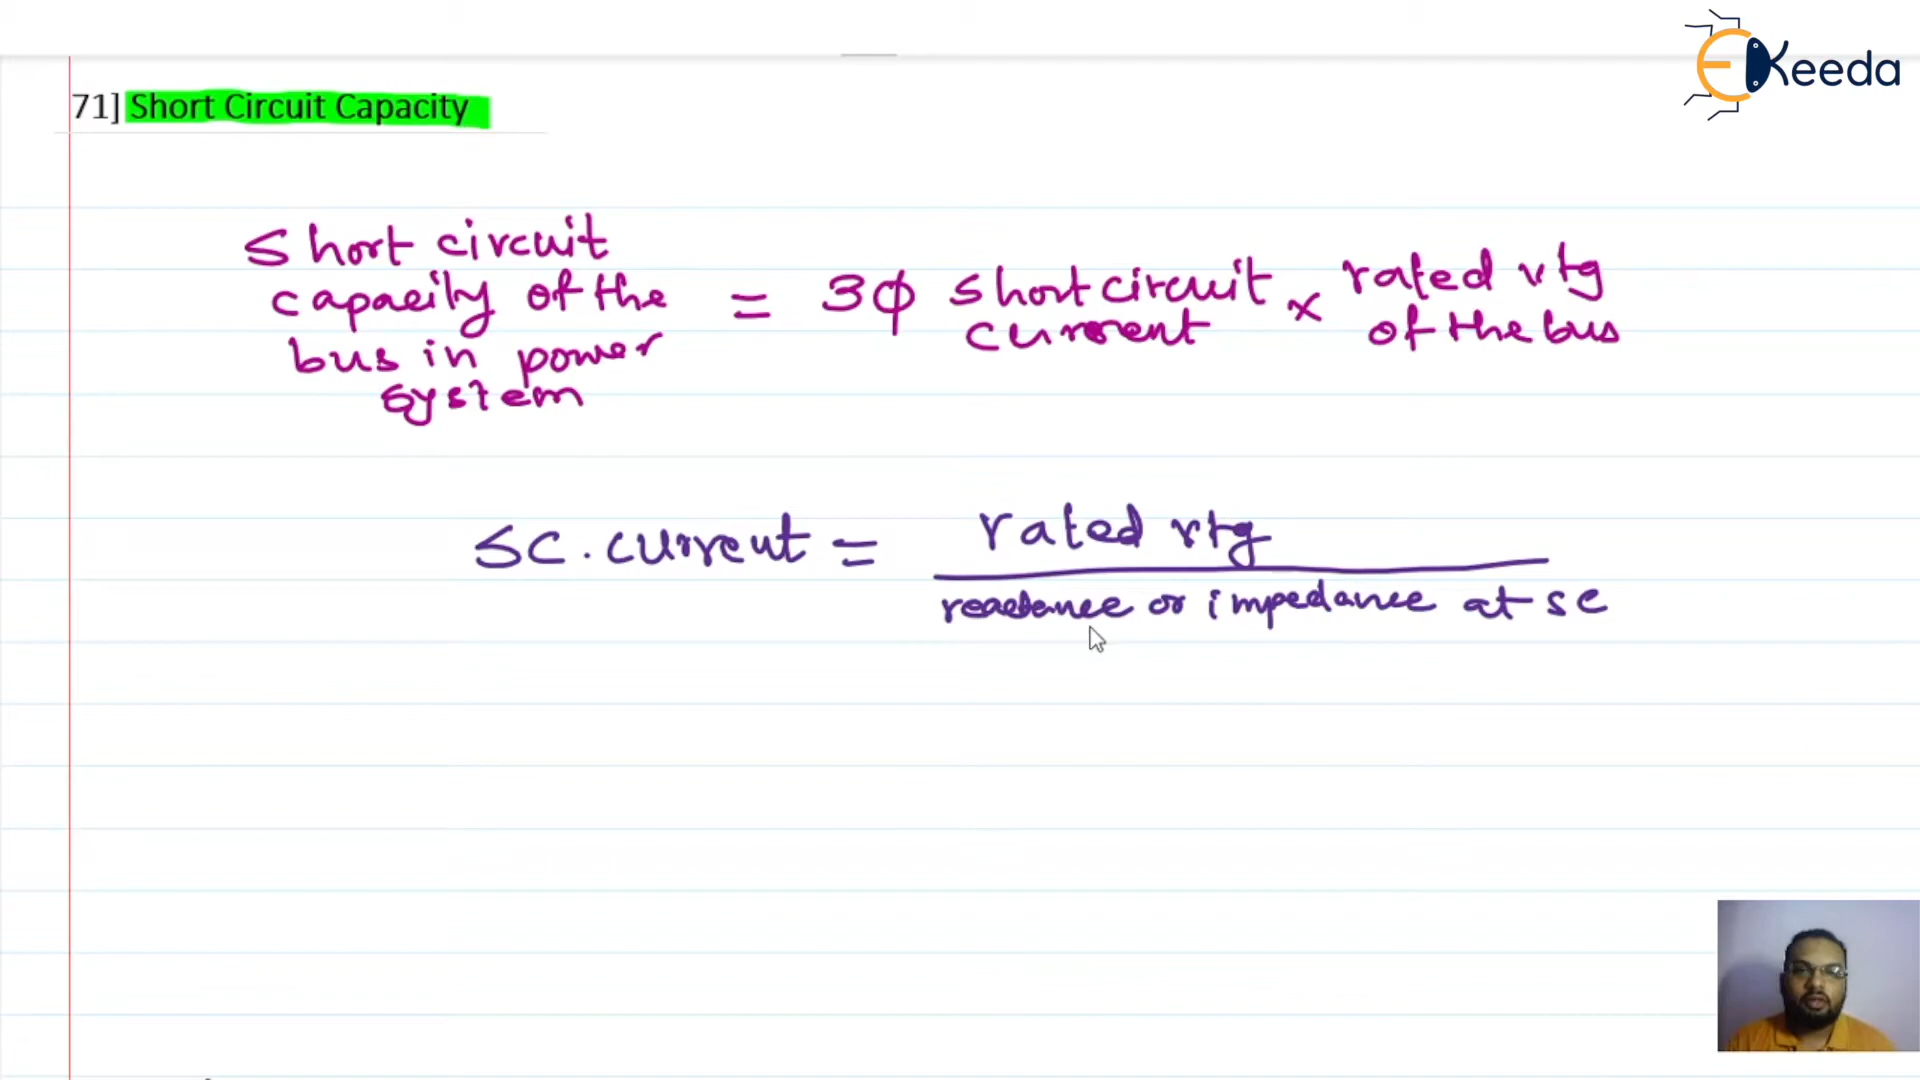 EKeeda
71] Short Circuit Capacity
Short circuit
capacity of the
bus in power
system
= 3φ short circuit
current
× rated vtg
of the bus
SC. current =
rated vtg
reactance or impedance at SC